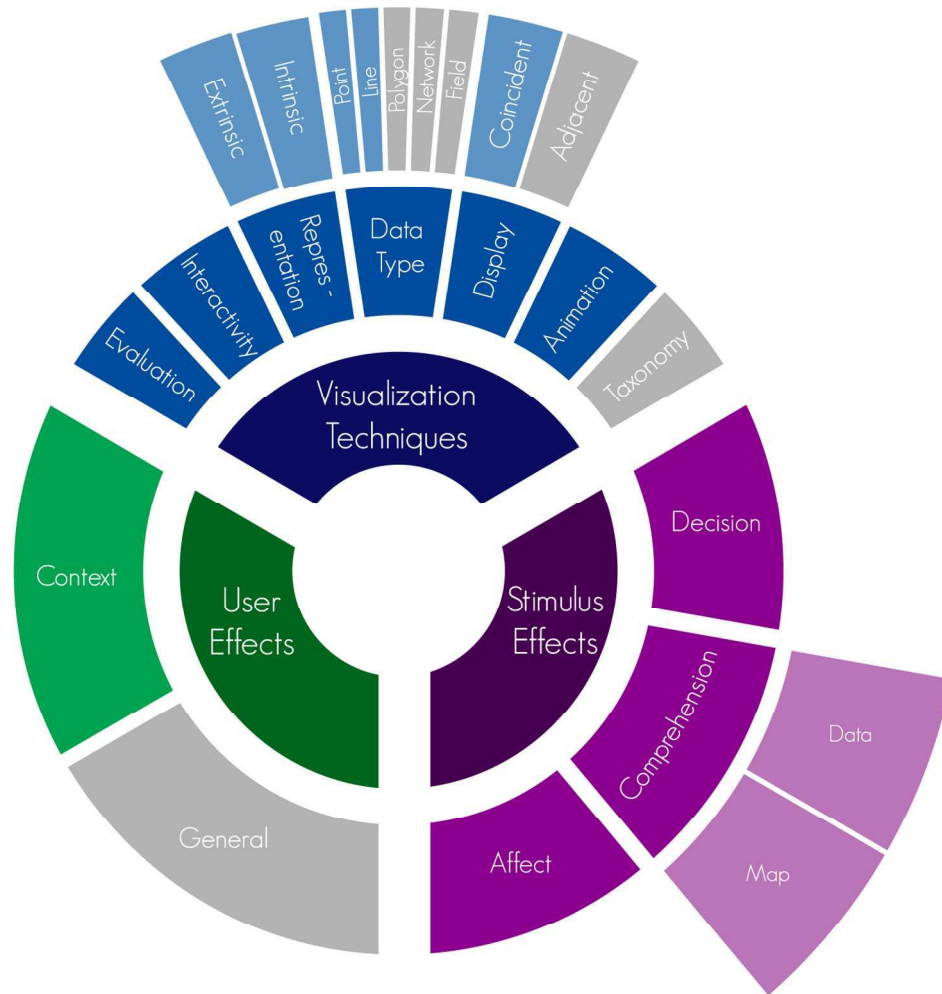 Extrinsic
Intrinsic
Point
Line
Polygon
Network
Field
Coincident
Adjacent
Evaluation
Interactivity
Repres -
entation
Data
Type
Display
Animation
Taxonomy
Visualization
Techniques
Context
User
Effects
Stimulus
Effects
Decision
Comprehension
Data
Map
General
Affect